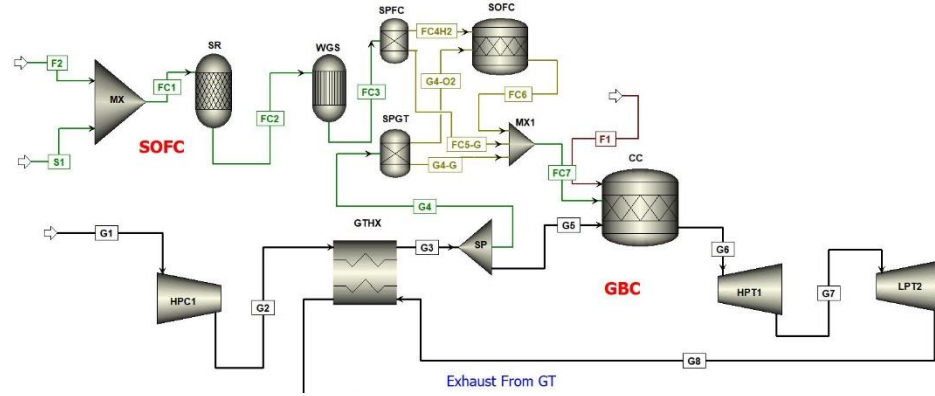 SPFC
SOFC
SR
WGS
FC4H2
F2
FC1
FC3
G4-O2
FC6
MX
FC2
SPGT
MX1
F1
SOFC
FC5-G
CC
S1
G4-G
FC7
G4
GTHX
G1
G3
SP
G5
G6
HPC1
G2
GBC
HPT1
G7
LPT2
G8
Exhaust From GT